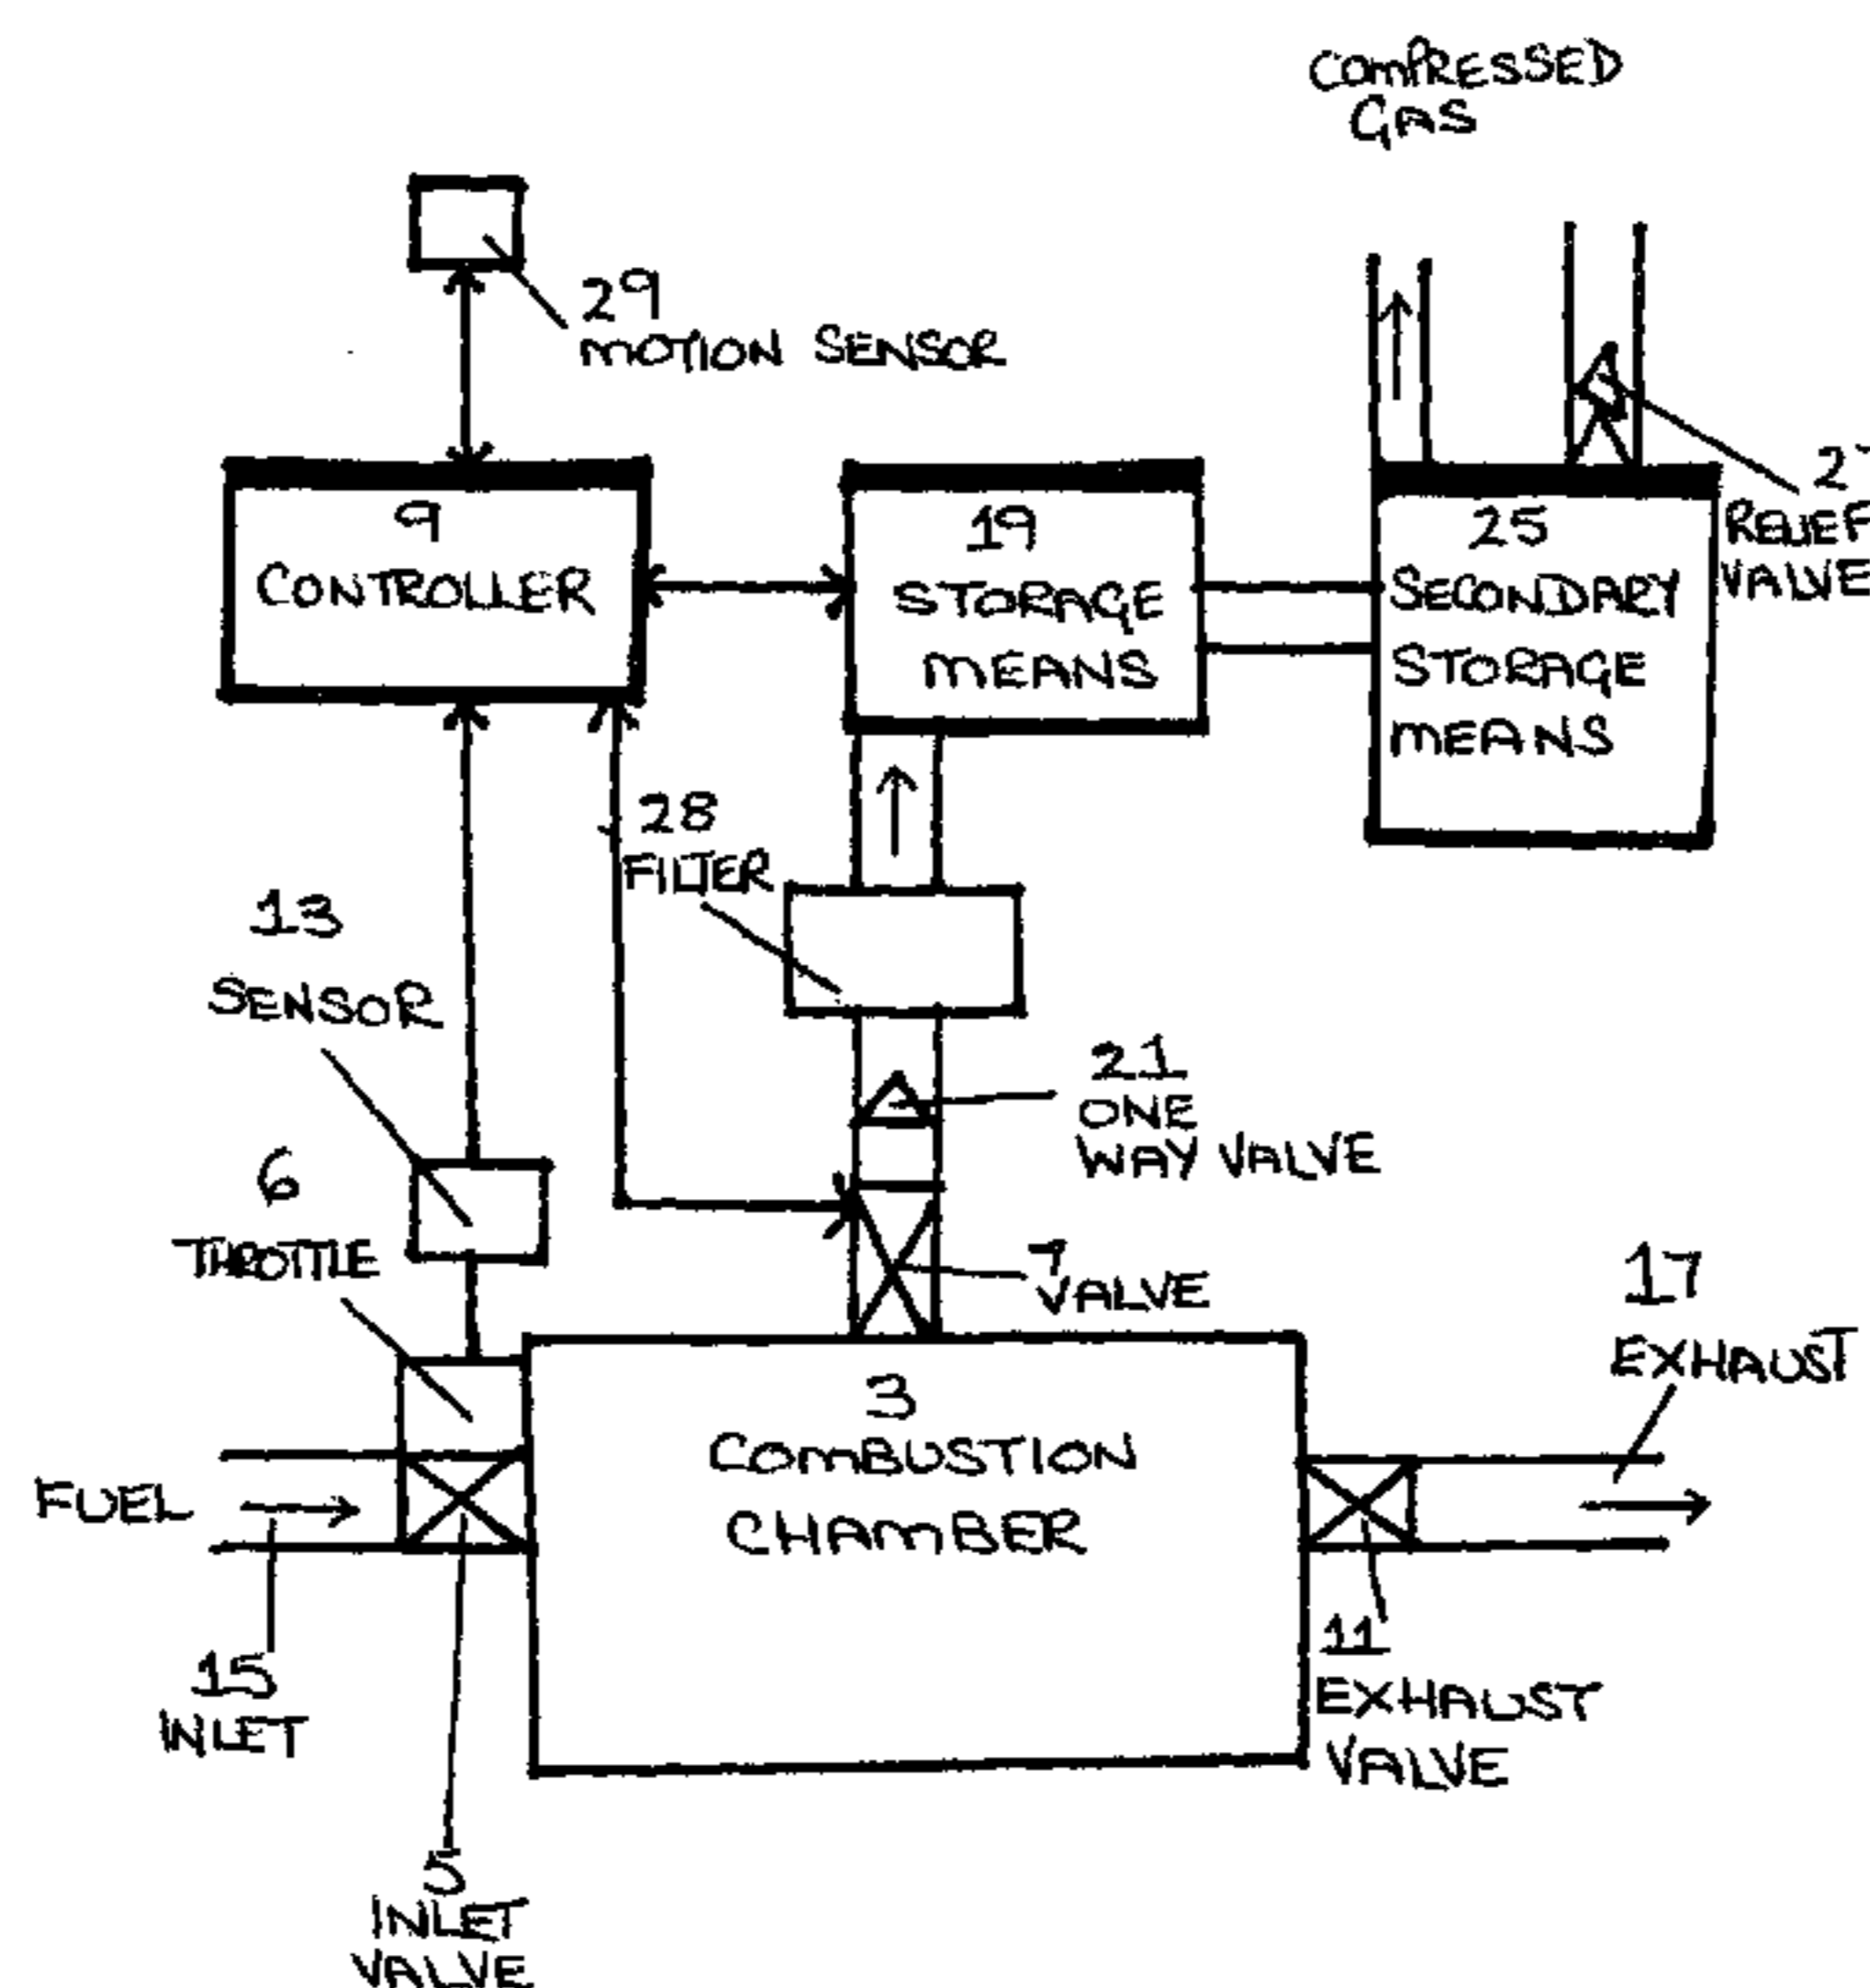 COMPRESSED
GAS
29
MOTION SENSOR
9
CONTROLLER
19
STORAGE
MEANS
25
SECONDARY
STORAGE
MEANS
RELIEF
VALVE
28
FILTER
13
SENSOR
21
ONE
WAY VALVE
6
THROTTLE
7
VALVE
17
EXHAUST
3
COMBUSTION
CHAMBER
FUEL
11
EXHAUST
VALVE
15
INLET
5
INLET
VALVE